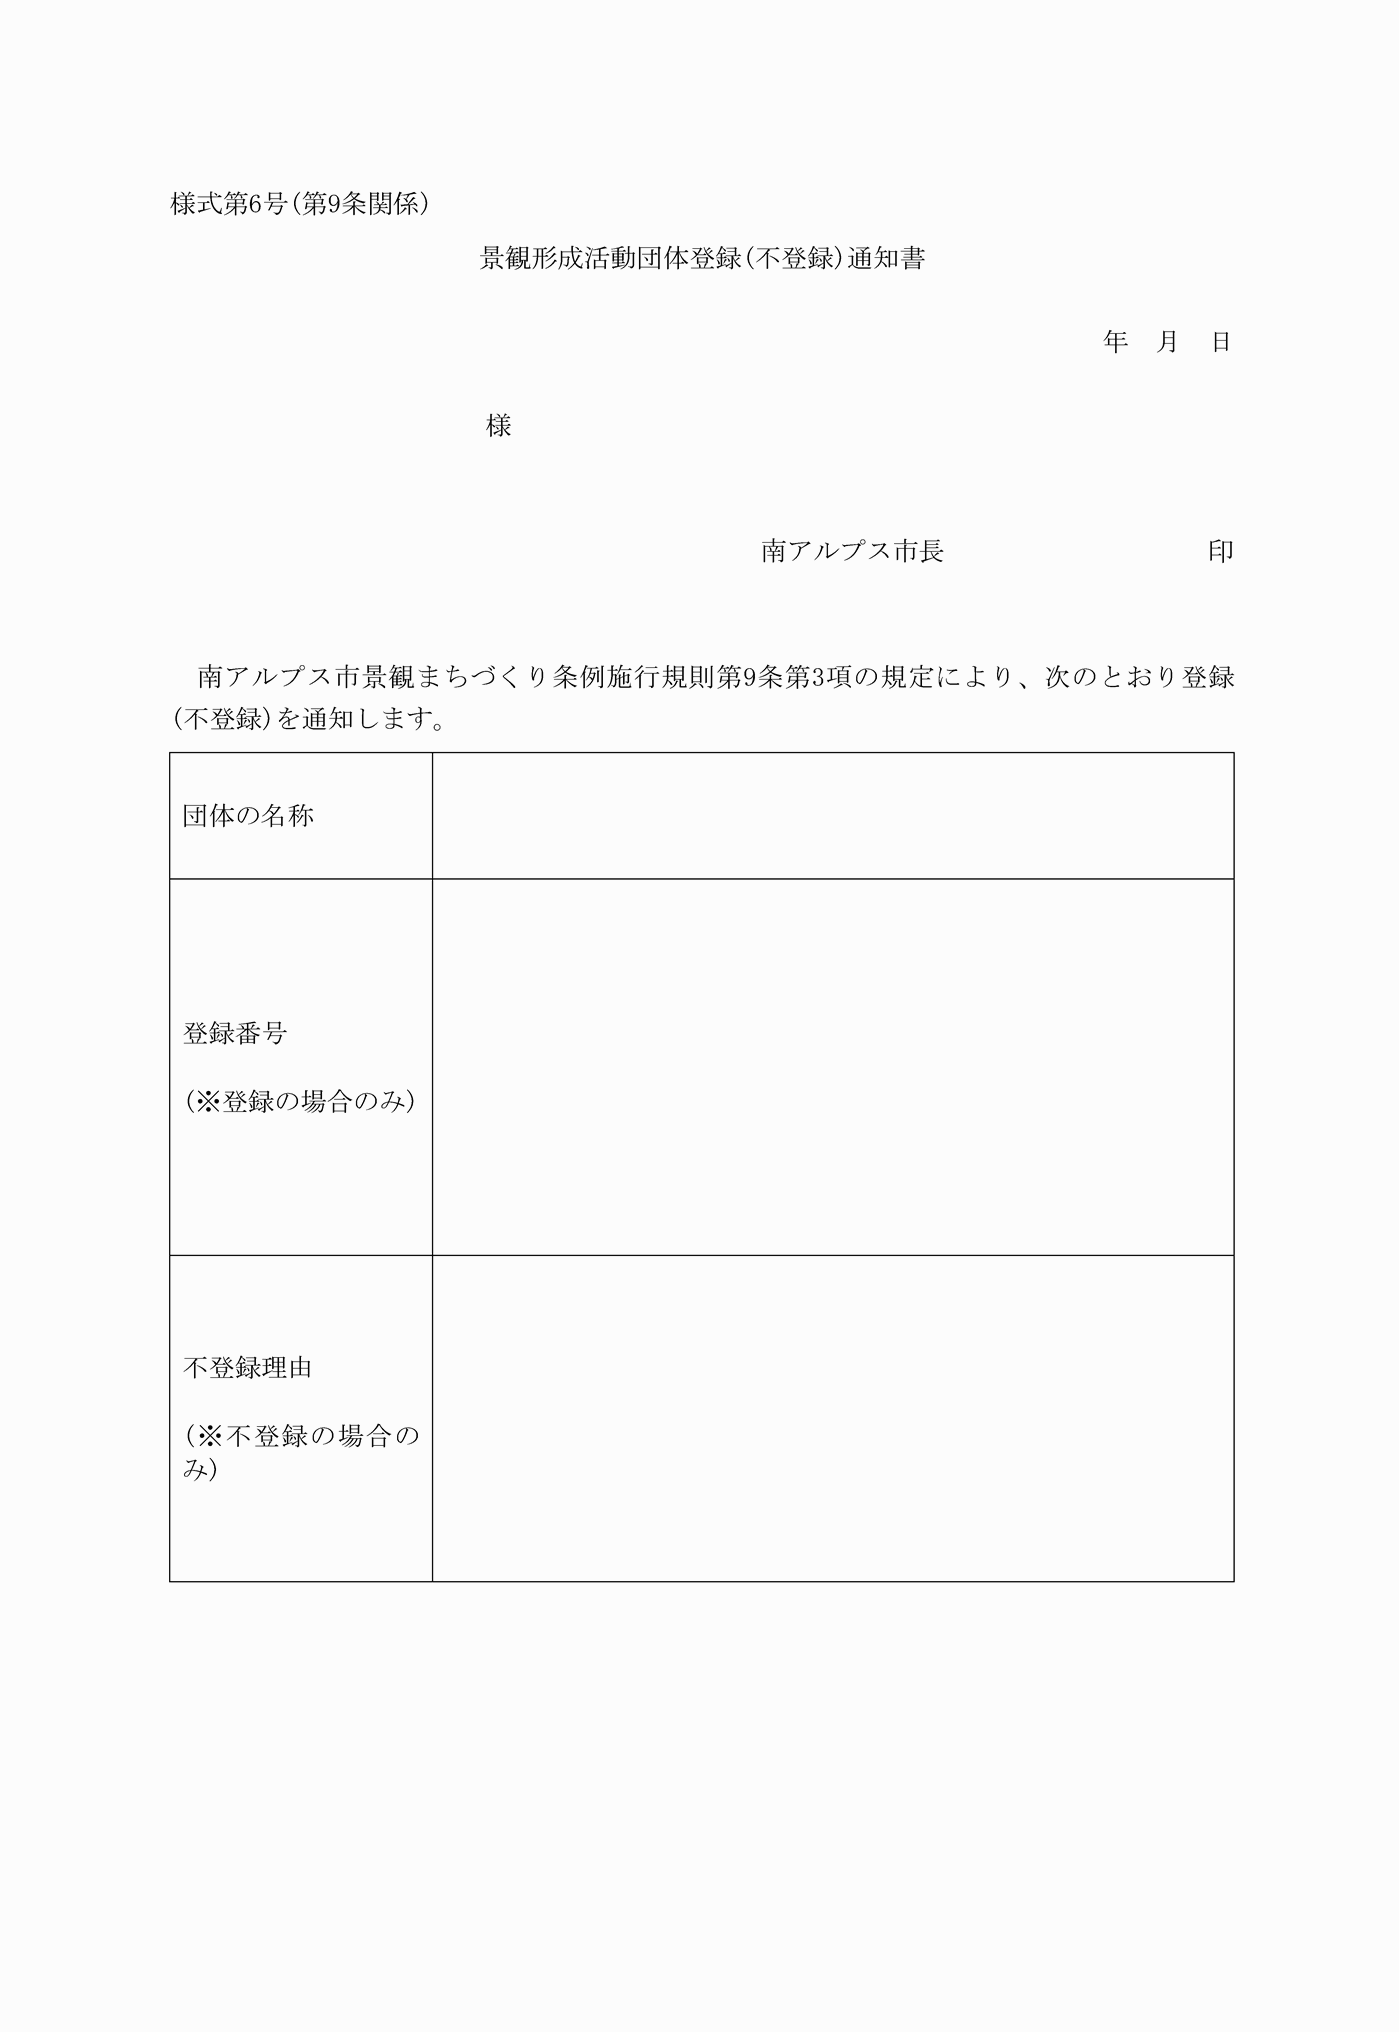 様式第6号(第9条関係)
景観形成活動団体登録(不登録)通知書
年　月　日
様
南アルプス市長　　　　　　　　　　印
　南アルプス市景観まちづくり条例施行規則第9条第3項の規定により、次のとおり登録
(不登録)を通知します。
団体の名称
登録番号
(※登録の場合のみ)
不登録理由
(※不登録の場合の
み)